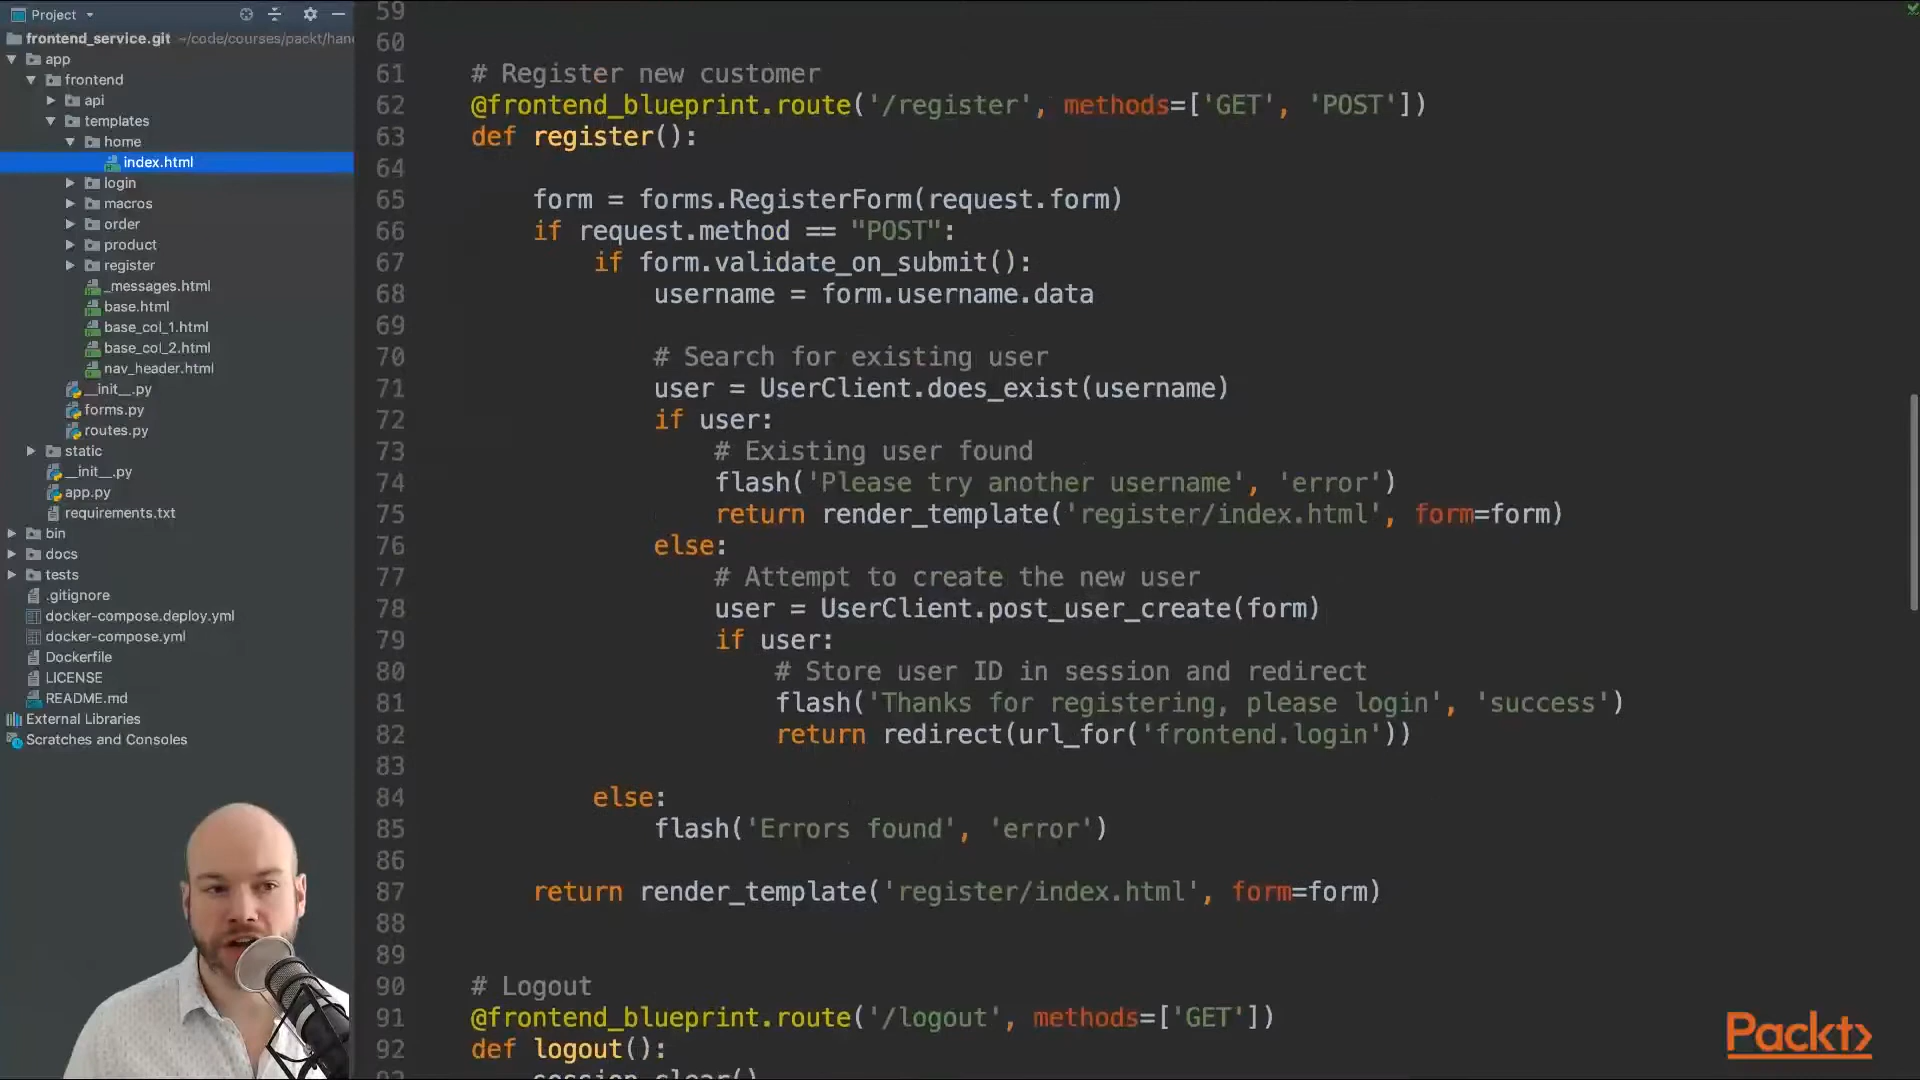 Project
frontend_service.git ~/code/courses/packt/han
app
frontend
api
templates
home
index.html
login
macros
order
product
register
_messages.html
base.html
base_col_1.html
base_col_2.html
nav_header.html
__init__.py
forms.py
routes.py
static
__init__.py
app.py
requirements.txt
bin
docs
tests
.gitignore
docker-compose.deploy.yml
docker-compose.yml
Dockerfile
LICENSE
README.md
External Libraries
Scratches and Consoles
59
60
61 # Register new customer
62 @frontend_blueprint.route('/register', methods=['GET', 'POST'])
63 def register():
64
65 form = forms.RegisterForm(request.form)
66 if request.method == "POST":
67 if form.validate_on_submit():
68 username = form.username.data
69
70 # Search for existing user
71 user = UserClient.does_exist(username)
72 if user:
73 # Existing user found
74 flash('Please try another username', 'error')
75 return render_template('register/index.html', form=form)
76 else:
77 # Attempt to create the new user
78 user = UserClient.post_user_create(form)
79 if user:
80 # Store user ID in session and redirect
81 flash('Thanks for registering, please login', 'success')
82 return redirect(url_for('frontend.login'))
83
84 else:
85 flash('Errors found', 'error')
86
87 return render_template('register/index.html', form=form)
88
89
90 # Logout
91 @frontend_blueprint.route('/logout', methods=['GET'])
92 def logout():
93 session.clear()
Packt>